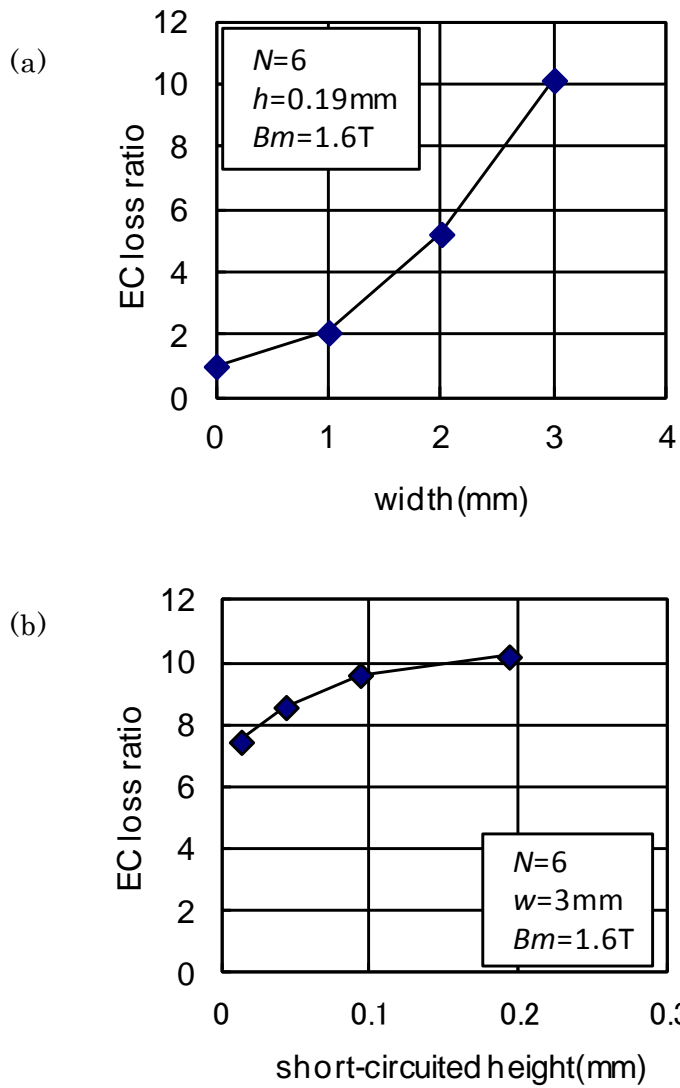 (a)
12
10
8
6
4
2
0
EC loss ratio
N=6
h=0.19mm
Bm=1.6T
0 1 2 3 4
width(mm)
(b)
12
10
8
6
4
2
0
EC loss ratio
N=6
w=3mm
Bm=1.6T
0 0.1 0.2 0.3
short-circuited height(mm)